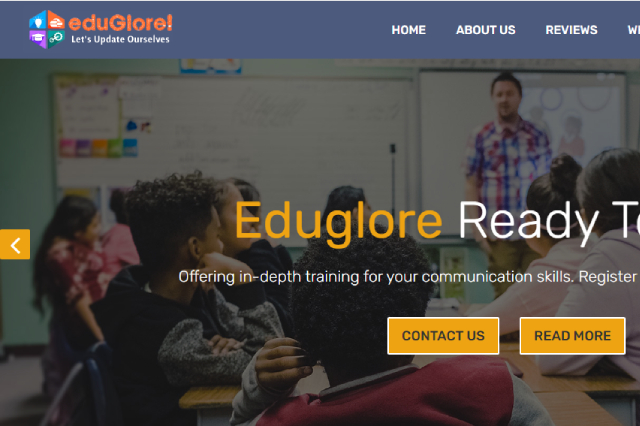 eduGlore!
Let's Update Ourselves
HOME ABOUT US REVIEWS
Eduglore Ready
Offering in-depth training for your communication skills. Register
CONTACT US READ MORE